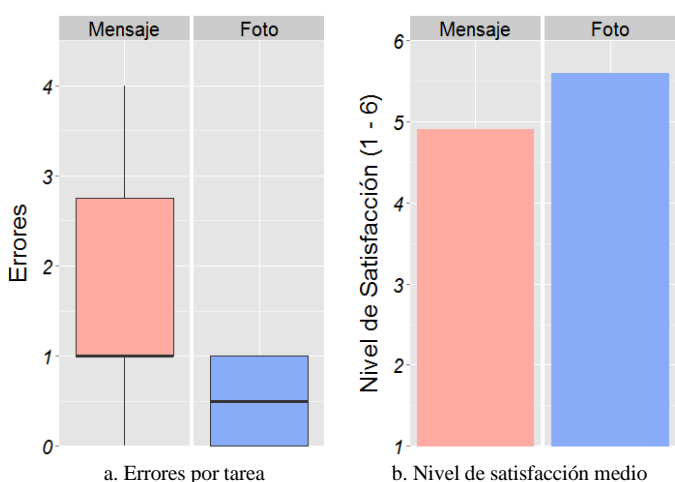 Mensaje Foto
Errores
4
3
2
1
0
a. Errores por tarea
Mensaje Foto
Nivel de Satisfacción (1 - 6)
6
5
4
3
2
1
b. Nivel de satisfacción medio